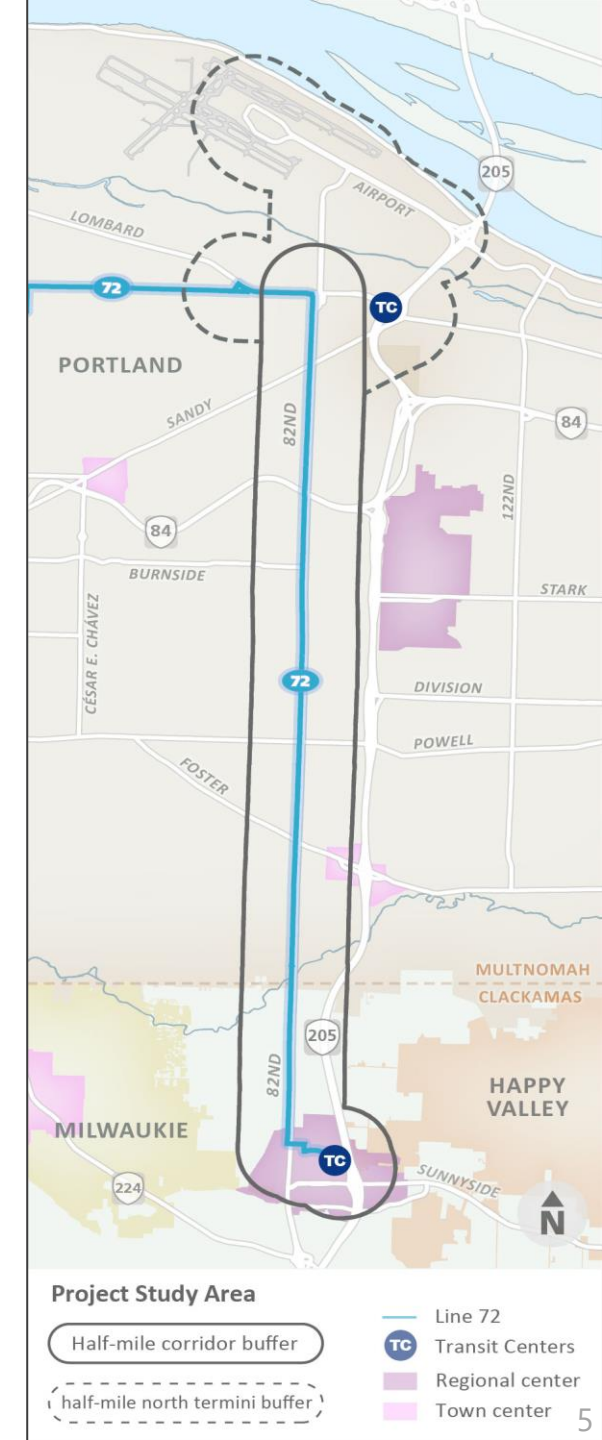 205
AIRPORT
LOMBARD
72
TC
PORTLAND
SANDY
82ND
84
122ND
84
BURNSIDE
STARK
CÉSAR E. CHÁVEZ
72
DIVISION
POWELL
FOSTER
MULTNOMAH
CLACKAMAS
205
82ND
HAPPY
VALLEY
MILWAUKIE
TC
SUNNYSIDE
224
N
Project Study Area
Half-mile corridor buffer
half-mile north termini buffer
Line 72
TC Transit Centers
Regional center
Town center
5